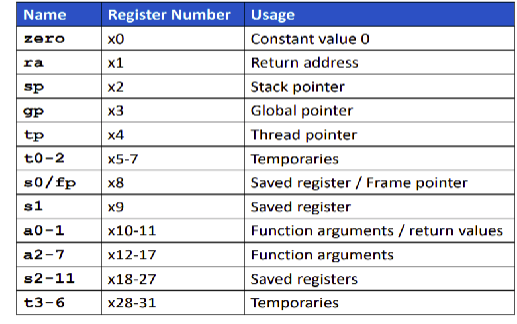 Name Register Number Usage
zero x0 Constant value 0
ra x1 Return address
sp x2 Stack pointer
gp x3 Global pointer
tp x4 Thread pointer
t0-2 x5-7 Temporaries
s0/fp x8 Saved register / Frame pointer
s1 x9 Saved register
a0-1 x10-11 Function arguments / return values
a2-7 x12-17 Function arguments
s2-11 x18-27 Saved registers
t3-6 x28-31 Temporaries